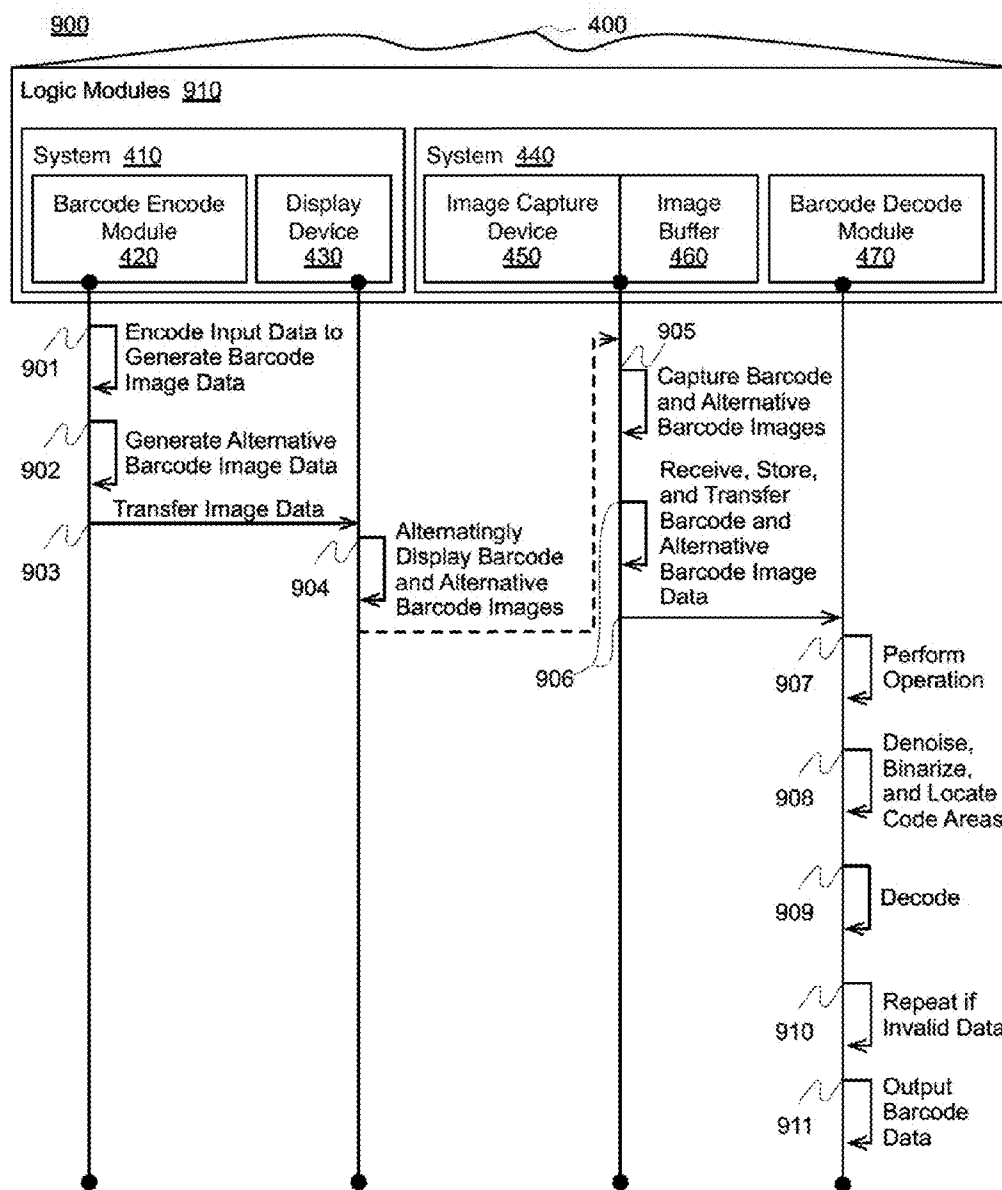 900
400
Logic Modules 910
System 410
System 440
Barcode Encode
Module
420
Display
Device
430
Image Capture
Device
450
Image
Buffer
460
Barcode Decode
Module
470
901
Encode Input Data to
Generate Barcode
Image Data
902
Generate Alternative
Barcode Image Data
Transfer Image Data
903
904
Alternatingly
Display Barcode
and Alternative
Barcode Images
905
Capture Barcode
and Alternative
Barcode Images
Receive, Store,
and Transfer
Barcode and
Alternative
Barcode Image
Data
906
907
Perform
Operation
908
Denoise,
Binarize,
and Locate
Code Areas
909
Decode
910
Repeat if
Invalid Data
911
Output
Barcode
Data